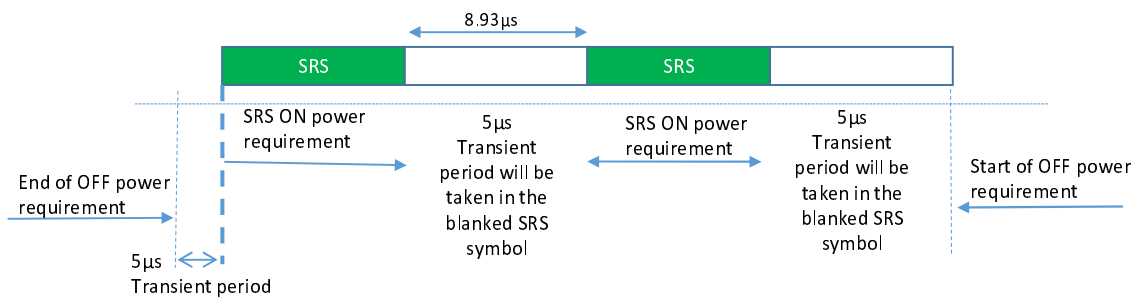 8.93µs
SRS
SRS
SRS ON power
requirement
5µs
Transient
period will be
taken in the
blanked SRS
symbol
SRS ON power
requirement
5µs
Transient
period will be
taken in the
blanked SRS
symbol
End of OFF power
requirement
Start of OFF power
requirement
5µs
Transient period